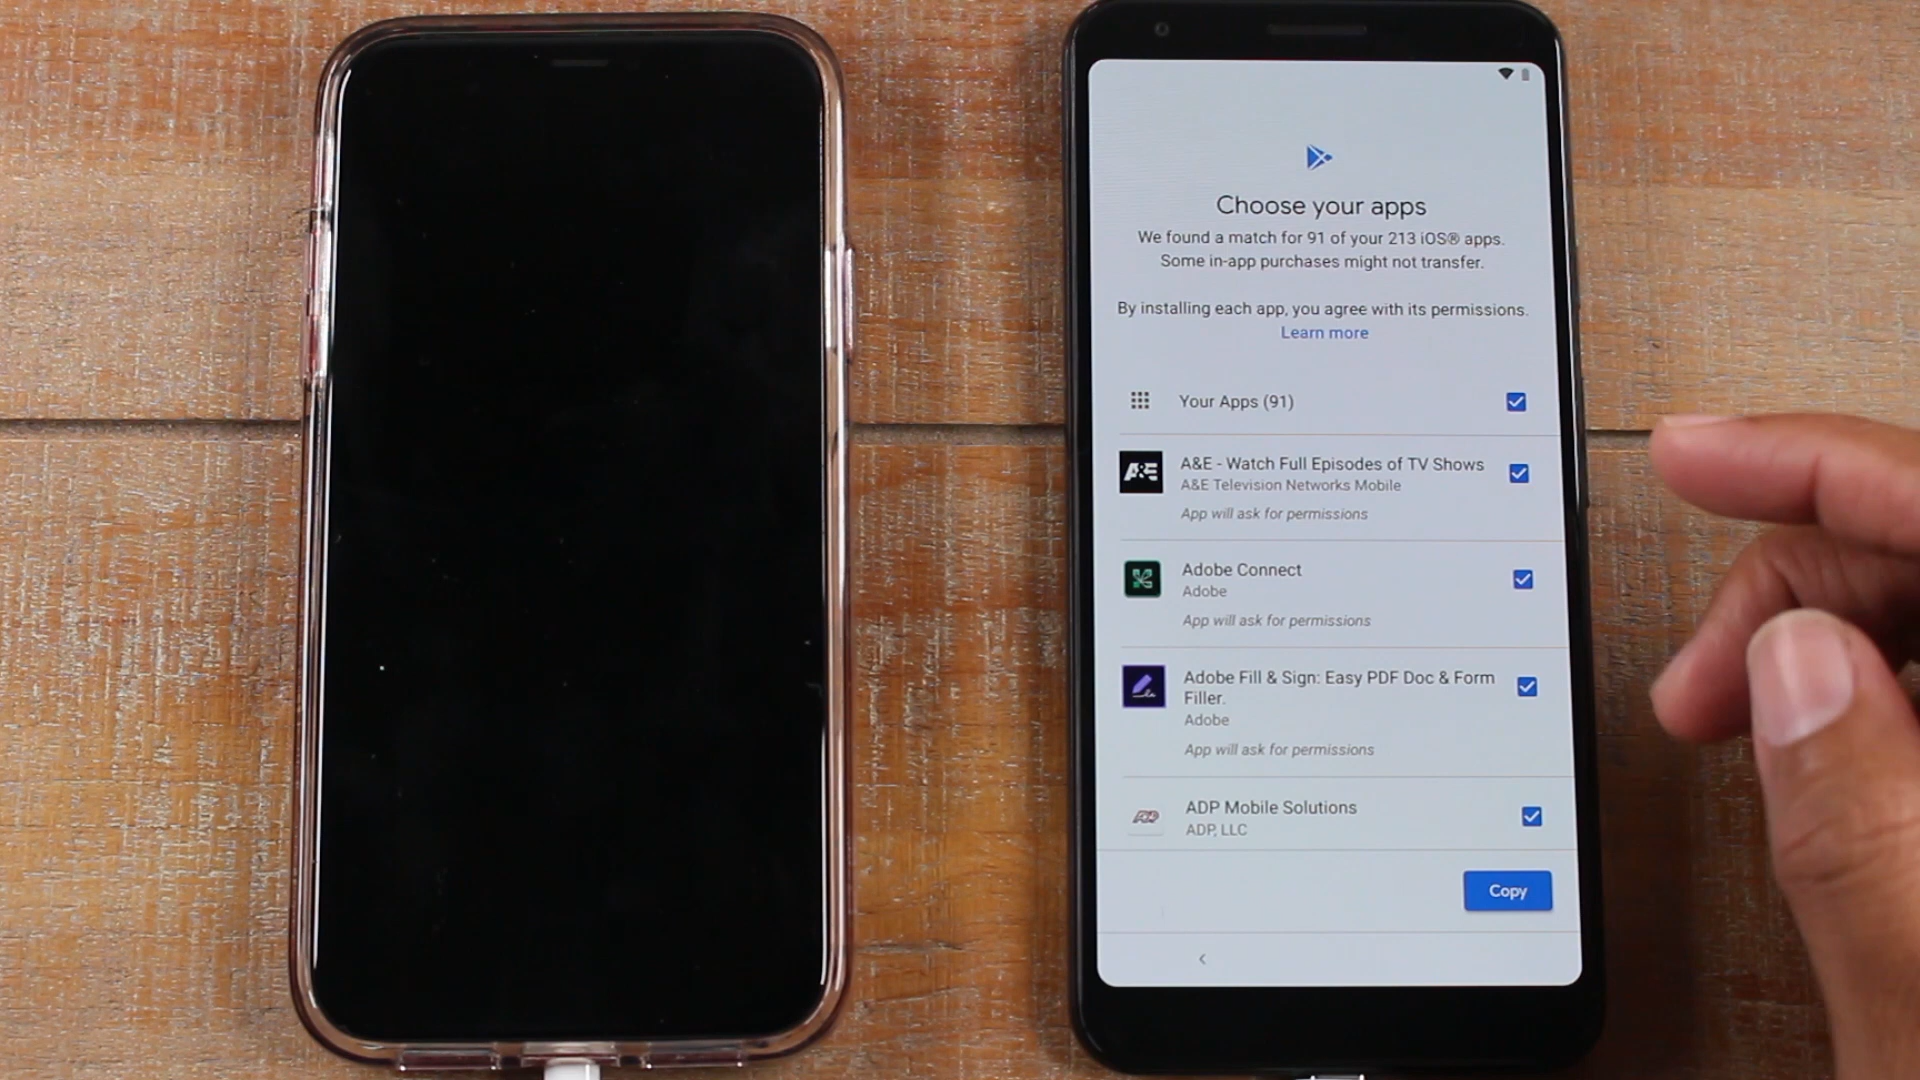 Choose your apps
We found a match for 91 of your 213 iOS® apps.
Some in-app purchases might not transfer.
By installing each app, you agree with its permissions.
Learn more
Your Apps (91)
A&E
A&E - Watch Full Episodes of TV Shows
A&E Television Networks Mobile
App will ask for permissions
Adobe Connect
Adobe
App will ask for permissions
Adobe Fill & Sign: Easy PDF Doc & Form
Filler.
Adobe
App will ask for permissions
ADP
ADP Mobile Solutions
ADP, LLC
Copy